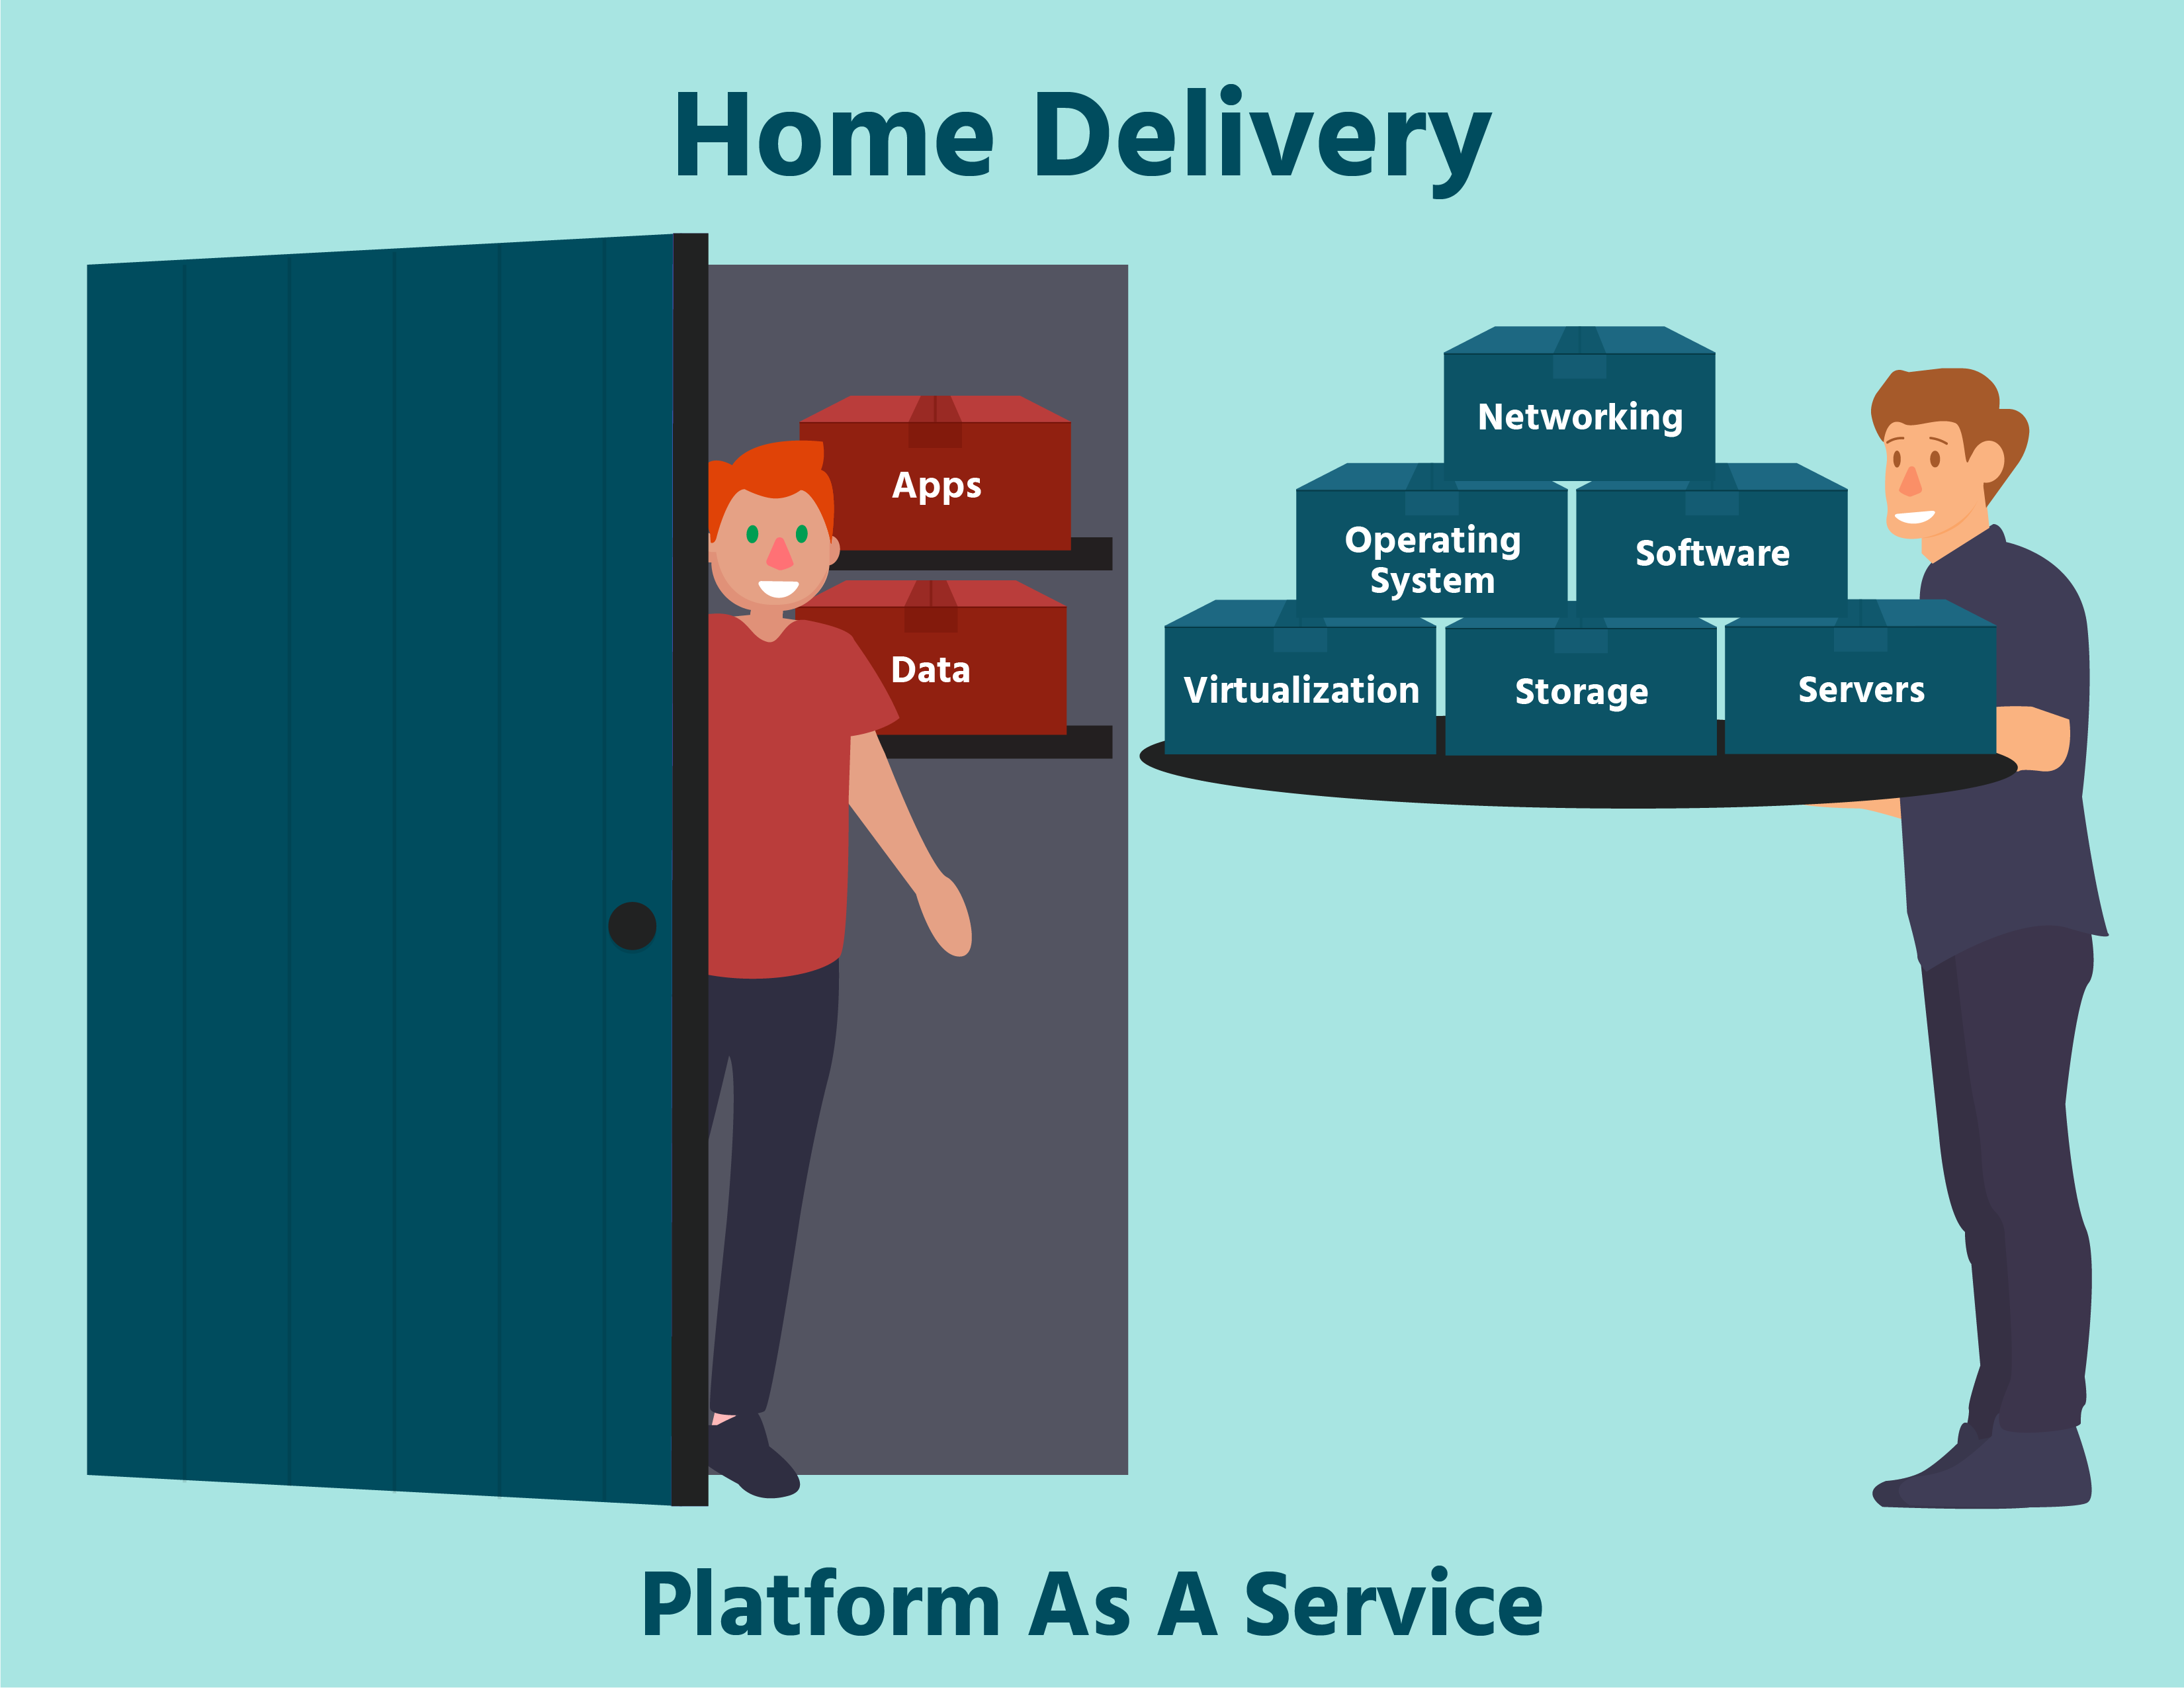 Home Delivery
Apps
Data
Networking
Operating
System
Software
Virtualization
Storage
Servers
Platform As A Service